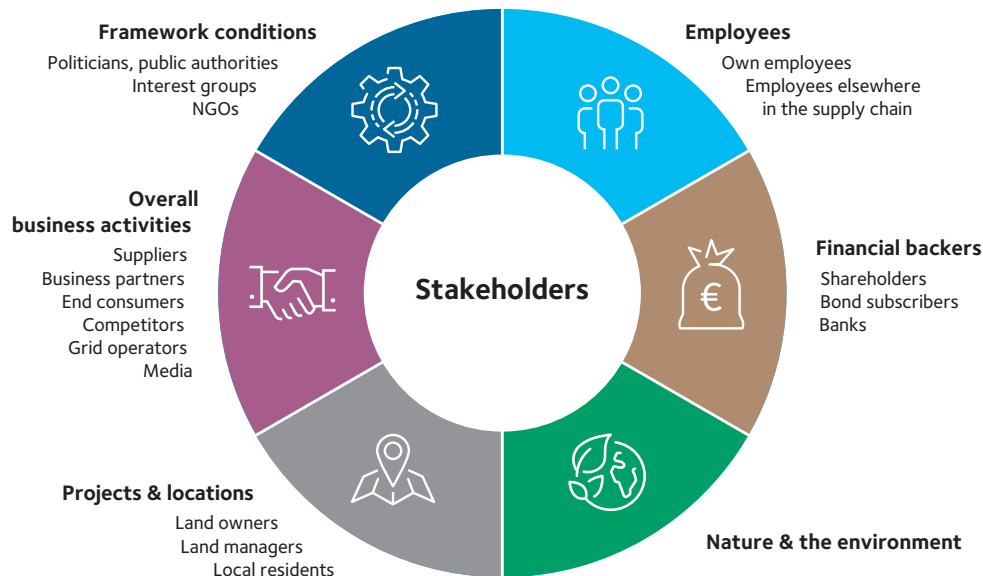 Framework conditions
Politicians, public authorities
Interest groups
NGOs
Employees
Own employees
Employees elsewhere
in the supply chain
Overall
business activities
Suppliers
Business partners
End consumers
Competitors
Grid operators
Media
Stakeholders
€
Financial backers
Shareholders
Bond subscribers
Banks
Projects & locations
Land owners
Land managers
Local residents
Nature & the environment